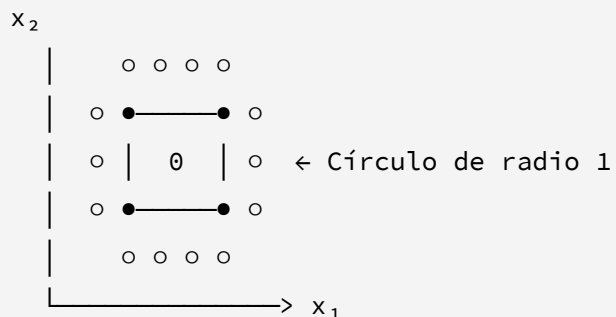 x₂
│    ○ ○ ○ ○
│  ○ ●─────● ○
│  ○ │  0  │ ○  ← Círculo de radio 1
│  ○ ●─────● ○
│    ○ ○ ○ ○
└──────────────> x₁